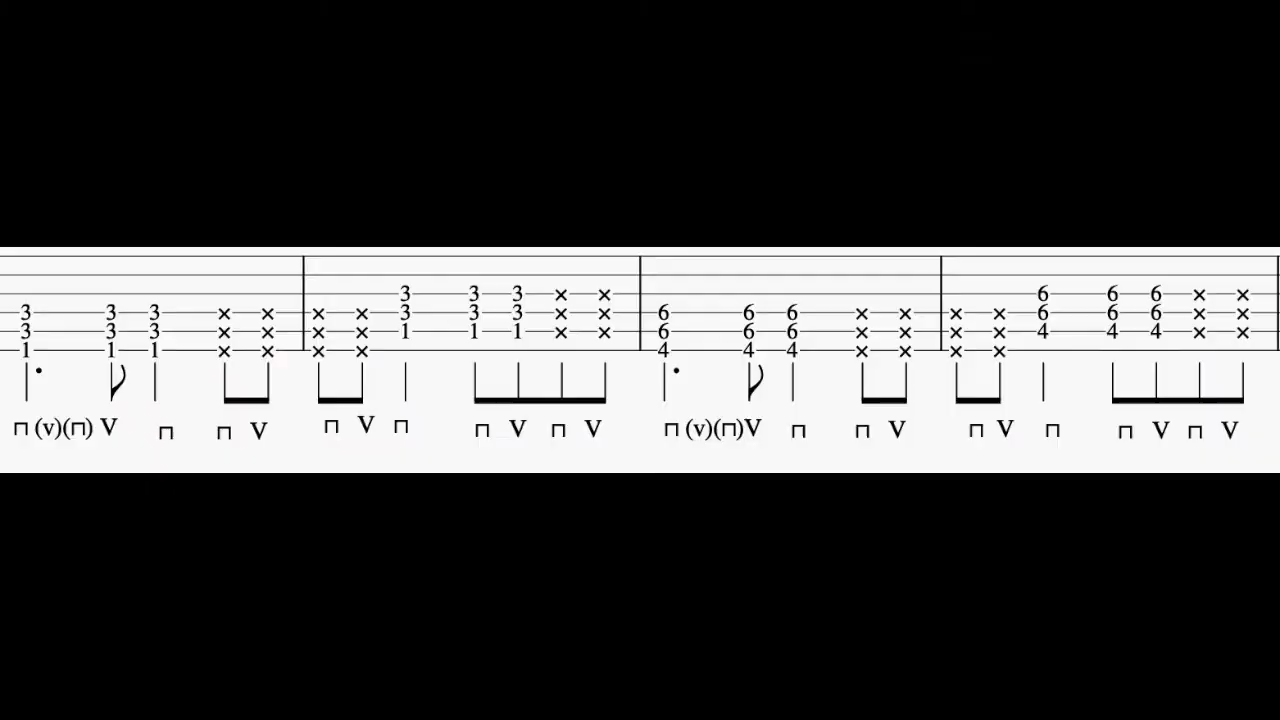 3 3 3 × × 6 6 6 × ×
3 3 3 × × × × 3 3 3 × × 6 6 6 × × × × 6 6 6 × ×
3 3 3 × × × × 1 1 1 × × 6 6 6 × × × × 4 4 4 × ×
1 1 1 × × × × 4 4 4 × × × ×
⊓ (v)(⊓) V ⊓ ⊓ V ⊓ V ⊓ ⊓ V ⊓ V ⊓ (v)(⊓)V ⊓ ⊓ V ⊓ V ⊓ ⊓ V ⊓ V